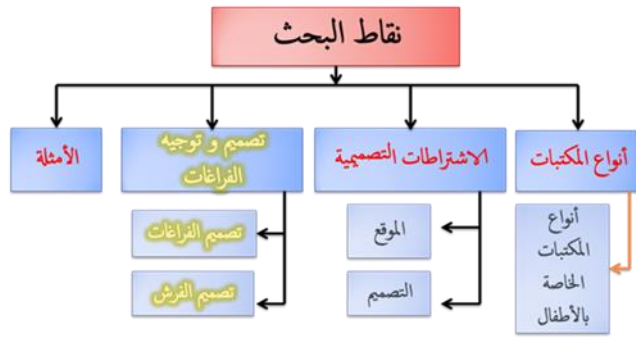 نقاط البحث
أنواع المكتبات
الاشتراطات التصميمية
تصميم و توجيه
الفراغات
الأمثلة
أنواع
المكتبات
الخاصة
بالأطفال
الموقع
التصميم
تصميم الفراغات
تصميم الفرش